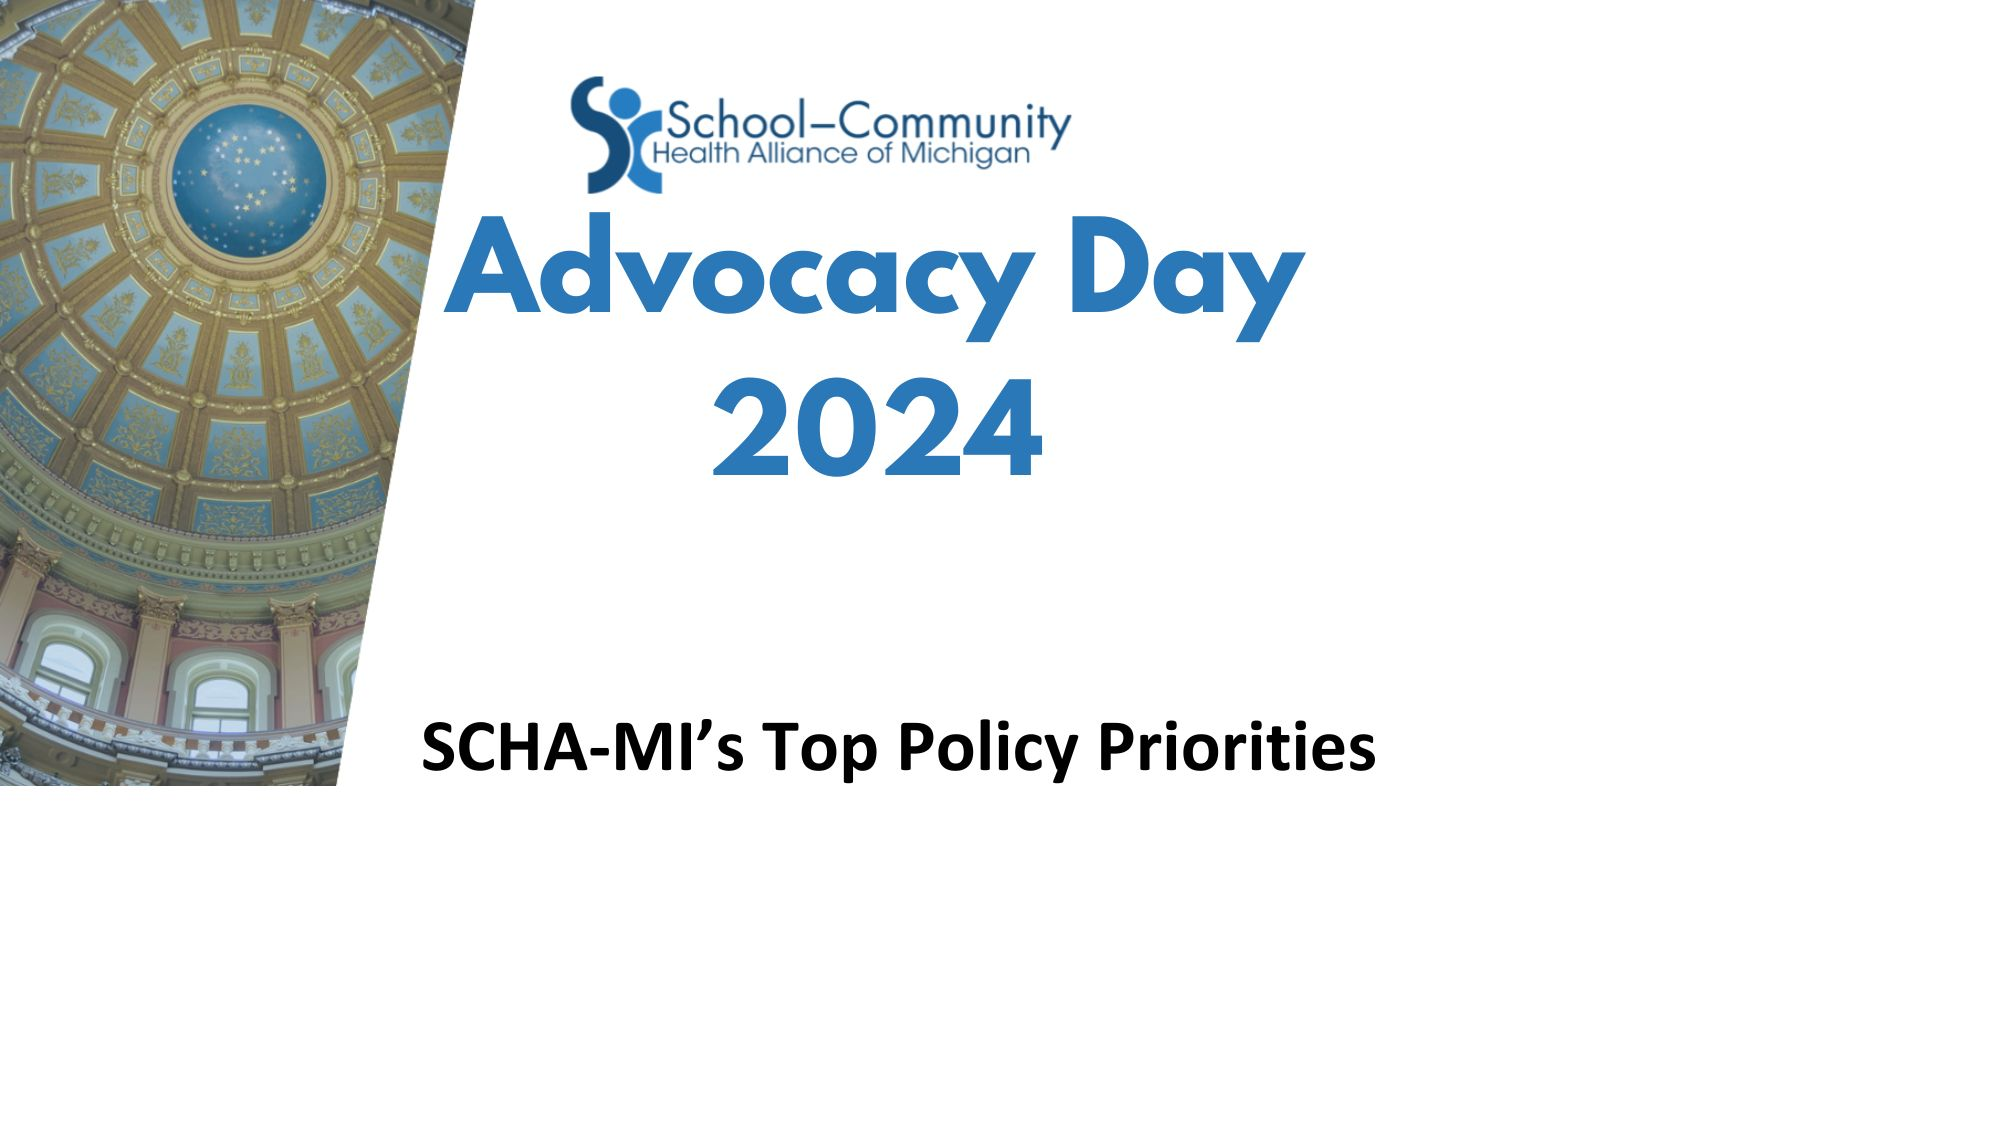 School–Community
Health Alliance of Michigan
Advocacy Day
2024
SCHA-MI’s Top Policy Priorities